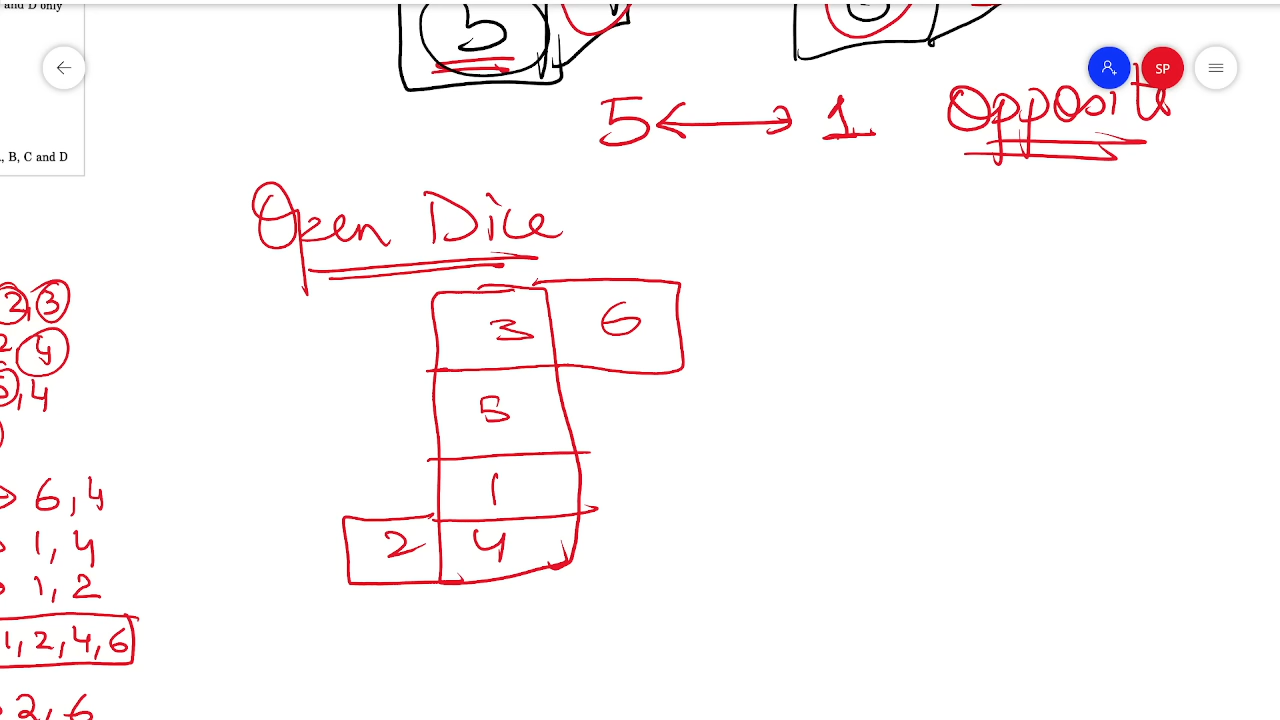 and D only
SP
5 ↔ 1 Opposite
, B, C and D
Open Dice
2, 3
3 6
2, 4
, 4
5
6, 4
1
1, 4
2 4
1, 2
1, 2, 4, 6
2, 6